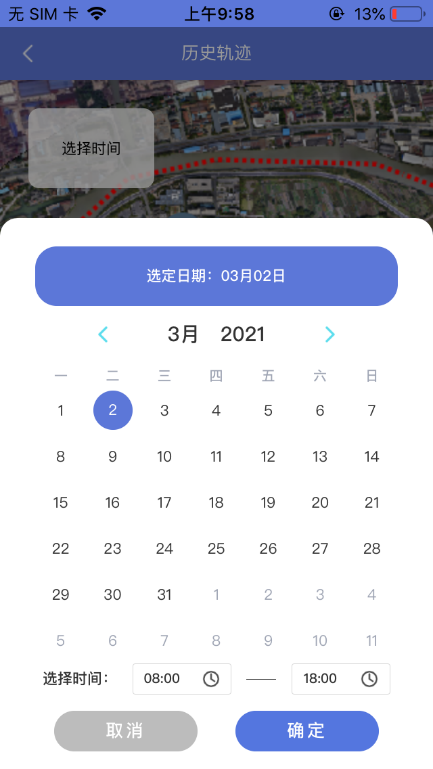 无 SIM 卡 上午9:58 13%
历史轨迹
选择时间
选定日期：03月02日
3月 2021
一 二 三 四 五 六 日
1 2 3 4 5 6 7
8 9 10 11 12 13 14
15 16 17 18 19 20 21
22 23 24 25 26 27 28
29 30 31 1 2 3 4
5 6 7 8 9 10 11
选择时间： 08:00 18:00
取消 确定